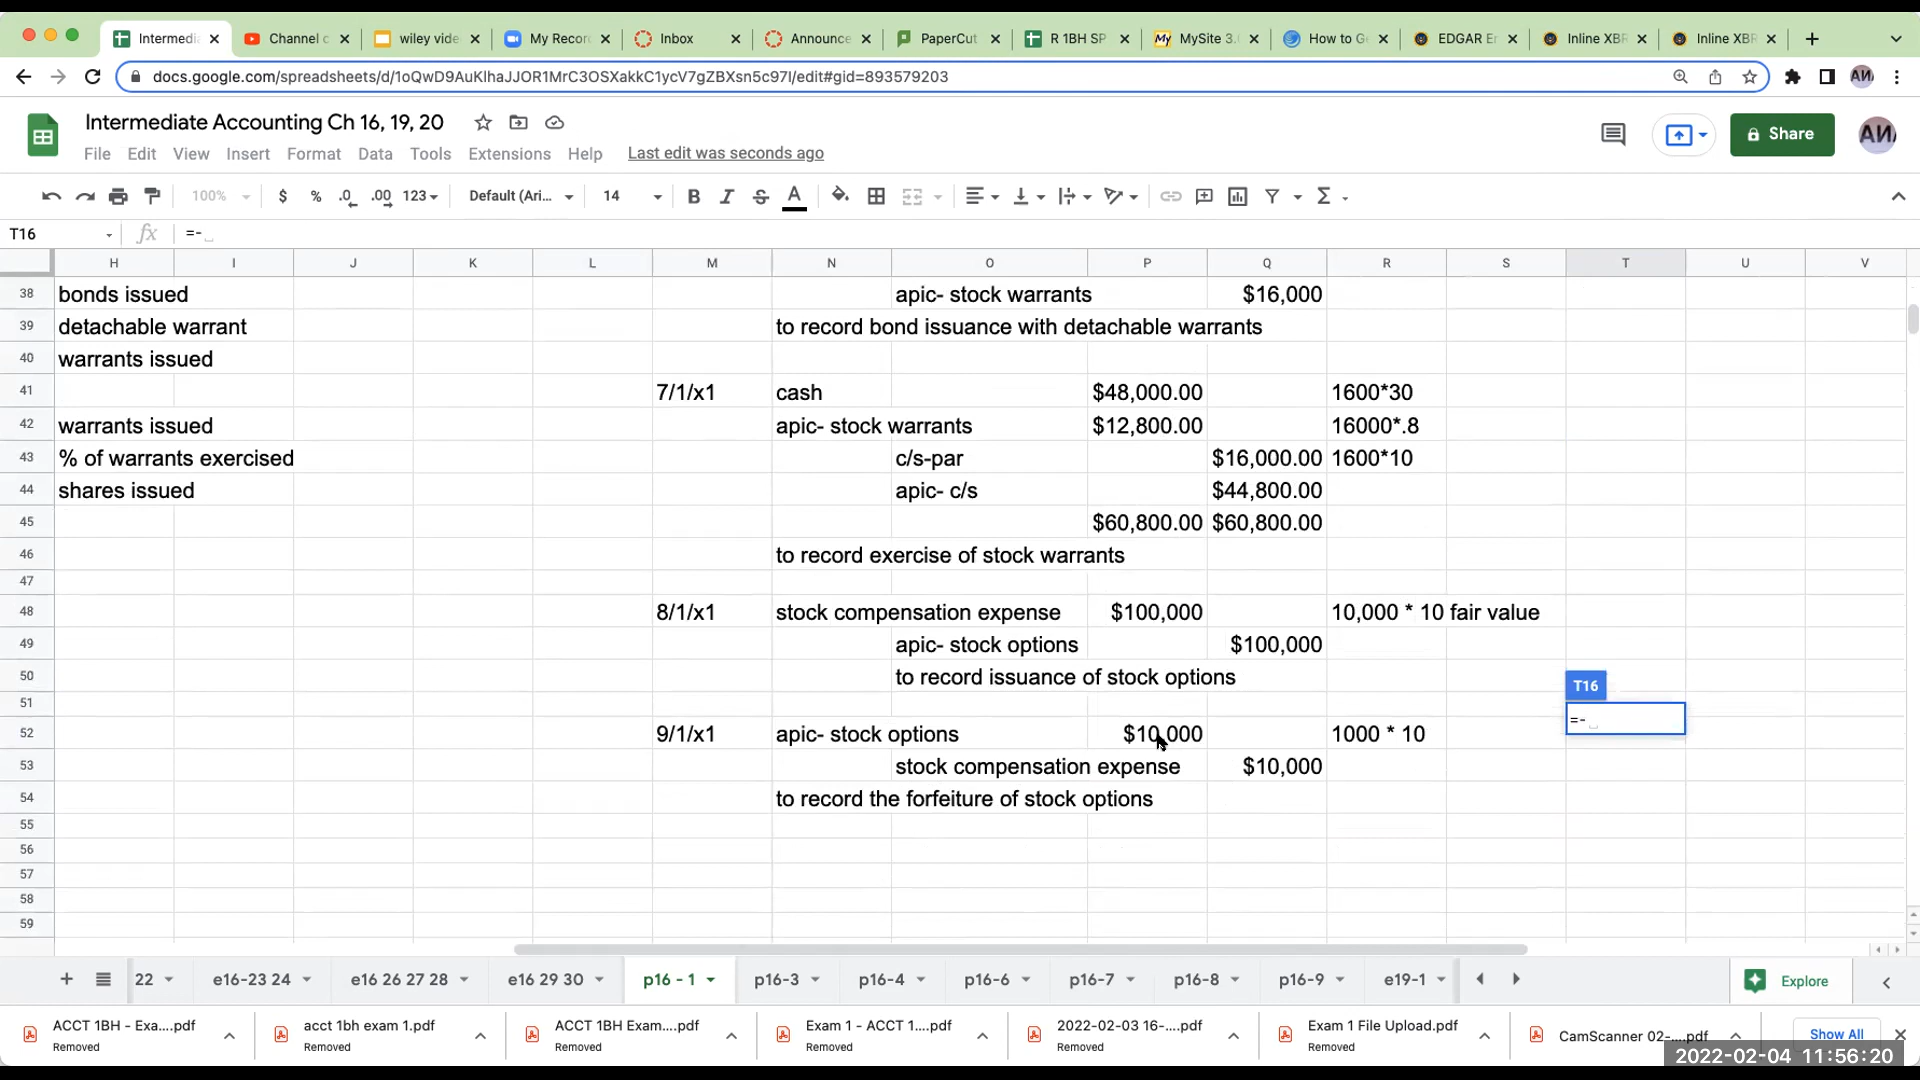 Intermedia
Channel c
wiley vide
My Recor
Inbox
Announce
PaperCut
R 1BH SP
MySite 3.
How to Ge
EDGAR En
Inline XBR
Inline XBR
docs.google.com/spreadsheets/d/1oQwD9AuKlhaJJOR1MrC3OSXakkC1ycV7gZBXsn5c97I/edit#gid=893579203
Intermediate Accounting Ch 16, 19, 20
Share
File Edit View Insert Format Data Tools Extensions Help Last edit was seconds ago
100% $ % .0 .00 123 Default (Ari... 14 B I S A
T16 fx =-
H I J K L M N O P Q R S T U V
38 bonds issued apic- stock warrants $16,000
39 detachable warrant to record bond issuance with detachable warrants
40 warrants issued
41 7/1/x1 cash $48,000.00 1600*30
42 warrants issued apic- stock warrants $12,800.00 16000*.8
43 % of warrants exercised c/s-par $16,000.00 1600*10
44 shares issued apic- c/s $44,800.00
45 $60,800.00 $60,800.00
46 to record exercise of stock warrants
47
48 8/1/x1 stock compensation expense $100,000 10,000 * 10 fair value
49 apic- stock options $100,000
50 to record issuance of stock options
T16
51
=-
52 9/1/x1 apic- stock options $10,000 1000 * 10
53 stock compensation expense $10,000
54 to record the forfeiture of stock options
55
56
57
58
59
22 e16-23 24 e16 26 27 28 e16 29 30 p16 - 1 p16-3 p16-4 p16-6 p16-7 p16-8 p16-9 e19-1 Explore
ACCT 1BH - Exa....pdf
Removed
acct 1bh exam 1.pdf
Removed
ACCT 1BH Exam....pdf
Removed
Exam 1 - ACCT 1....pdf
Removed
2022-02-03 16-....pdf
Removed
Exam 1 File Upload.pdf
Removed
CamScanner 02-....pdf
Show All
2022-02-04 11:56:20